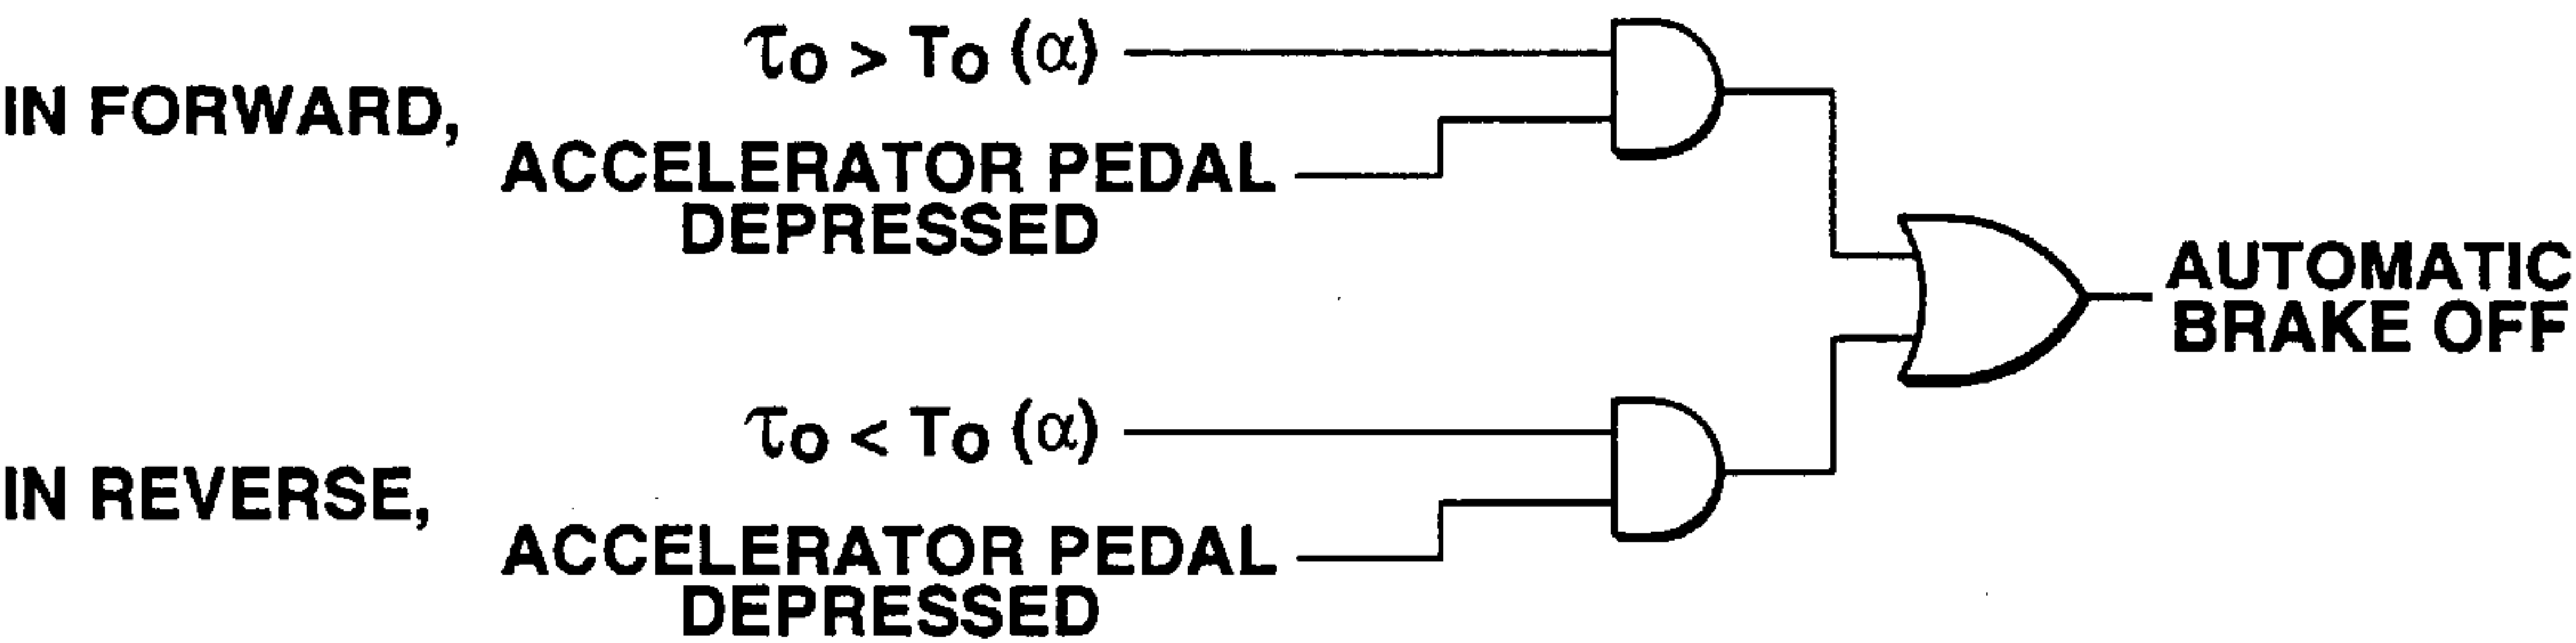 τo > To (α)
IN FORWARD,
ACCELERATOR PEDAL
DEPRESSED
AUTOMATIC
BRAKE OFF
τo < To (α)
IN REVERSE,
ACCELERATOR PEDAL
DEPRESSED